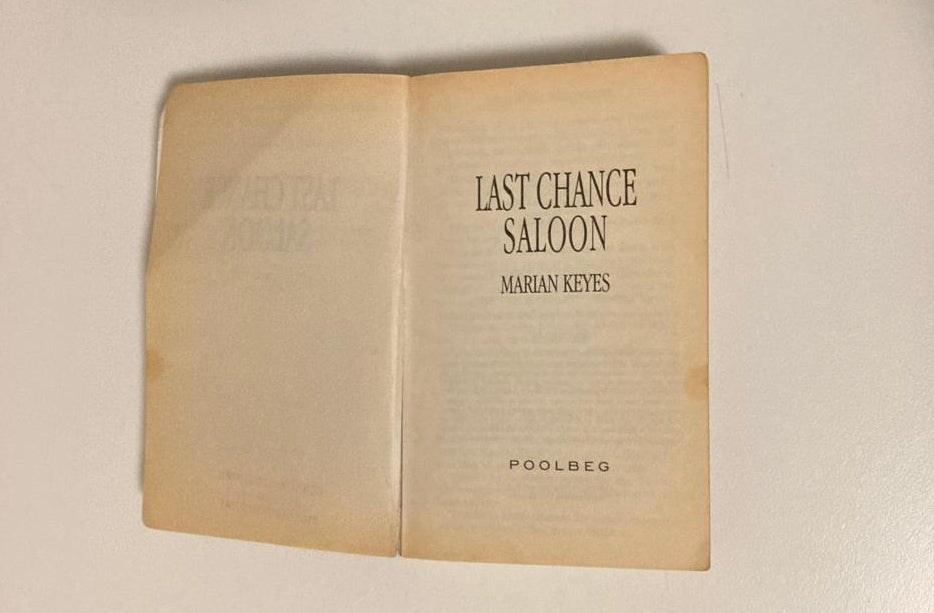 LAST CHANCE
SALOON
MARIAN KEYES
POOLBEG